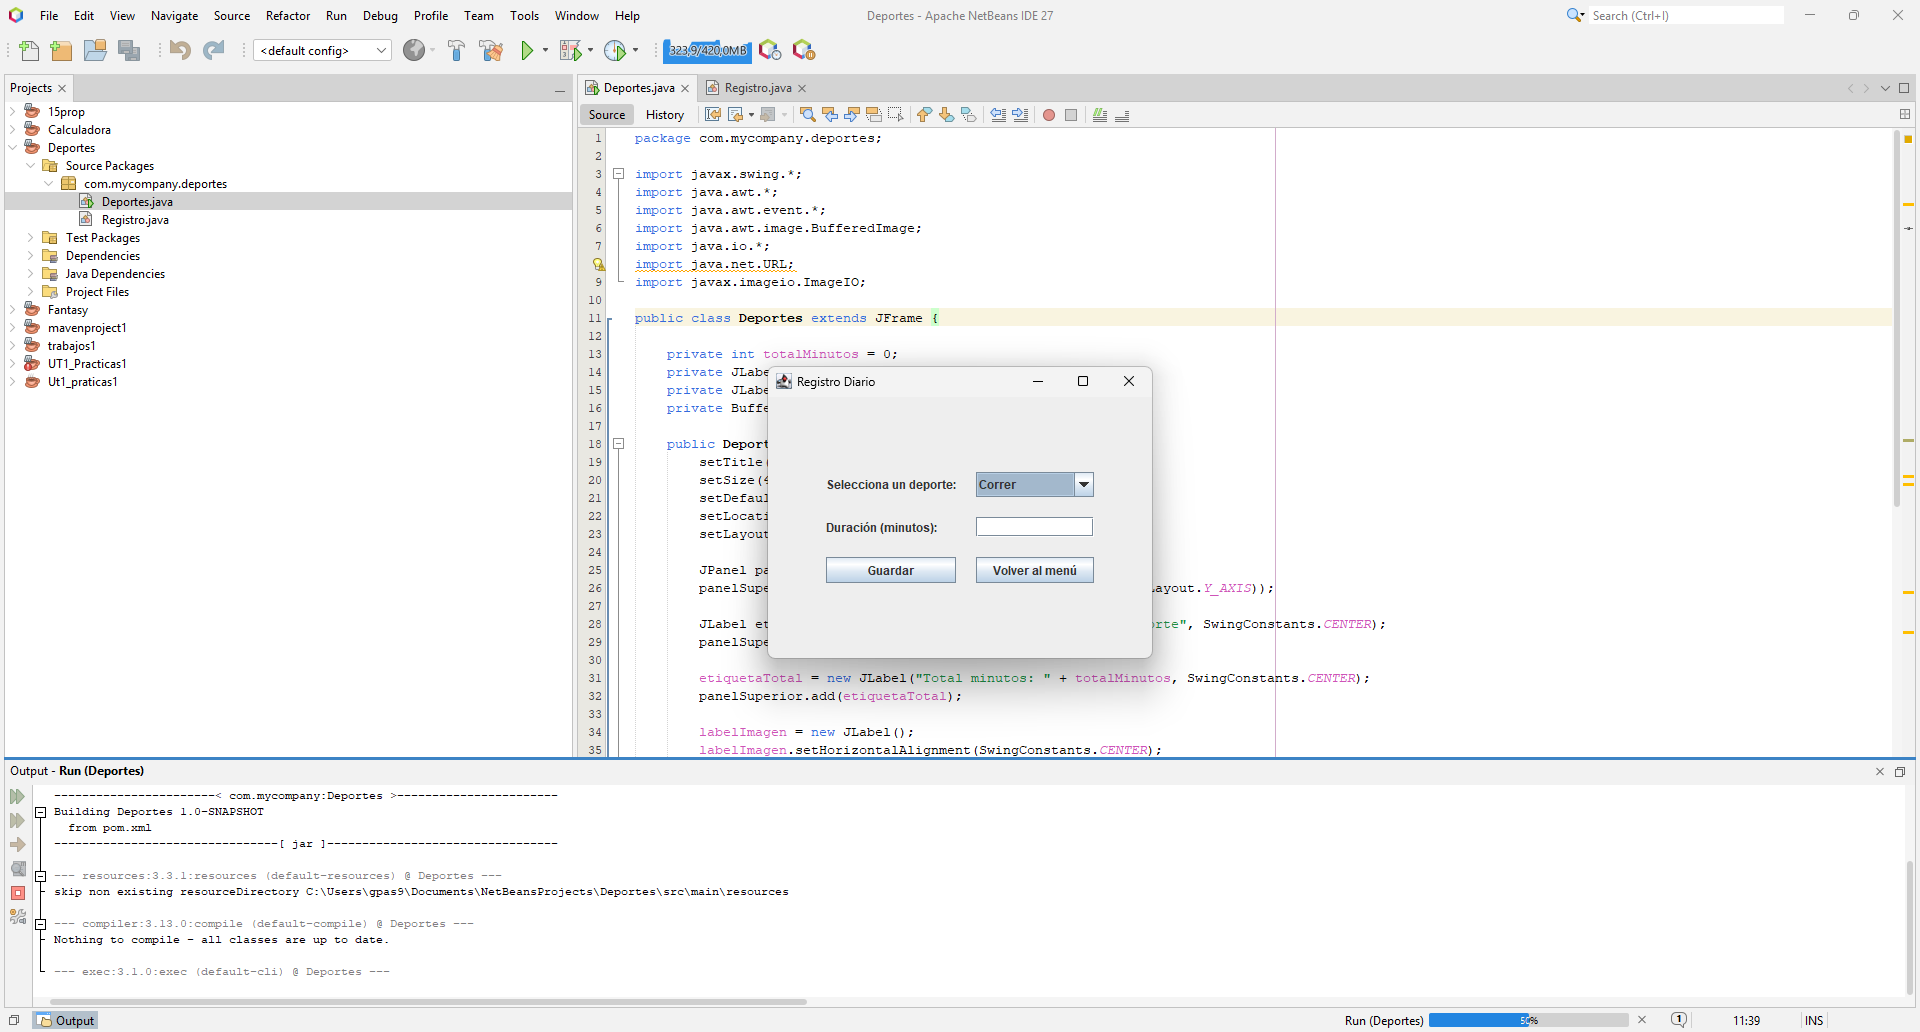 File Edit View Navigate Source Refactor Run Debug Profile Team Tools Window Help
Deportes - Apache NetBeans IDE 27
Search (Ctrl+I)
<default config>
323,9/420,0MB
Projects
15prop
Calculadora
Deportes
Source Packages
com.mycompany.deportes
Deportes.java
Registro.java
Test Packages
Dependencies
Java Dependencies
Project Files
Fantasy
mavenproject1
trabajos1
UT1_Practicas1
Ut1_praticas1
Deportes.java
Registro.java
Source History
1 package com.mycompany.deportes;
2
3 import javax.swing.*;
4 import java.awt.*;
5 import java.awt.event.*;
6 import java.awt.image.BufferedImage;
7 import java.io.*;
import java.net.URL;
9 import javax.imageio.ImageIO;
10
11 public class Deportes extends JFrame {
12
13 private int totalMinutos = 0;
14 private JLabe
15 private JLabe
16 private Buffe
17
18 public Deport
19 setTitle(
20 setSize(4
21 setDefaul
22 setLocati
23 setLayout
24
25 JPanel pa
26 panelSupe .ayout.Y_AXIS));
27
28 JLabel et rte", SwingConstants.CENTER);
29 panelSupe
30
31 etiquetaTotal = new JLabel("Total minutos: " + totalMinutos, SwingConstants.CENTER);
32 panelSuperior.add(etiquetaTotal);
33
34 labelImagen = new JLabel();
35 labelImagen.setHorizontalAlignment(SwingConstants.CENTER);
Registro Diario
Selecciona un deporte: Correr
Duración (minutos):
Guardar Volver al menú
Output - Run (Deportes)
-----------------------< com.mycompany:Deportes >-----------------------
Building Deportes 1.0-SNAPSHOT
from pom.xml
--------------------------------[ jar ]---------------------------------
--- resources:3.3.1:resources (default-resources) @ Deportes ---
skip non existing resourceDirectory C:\Users\gpas9\Documents\NetBeansProjects\Deportes\src\main\resources
--- compiler:3.13.0:compile (default-compile) @ Deportes ---
Nothing to compile - all classes are up to date.
--- exec:3.1.0:exec (default-cli) @ Deportes ---
Output
Run (Deportes) 50% 1 11:39 INS